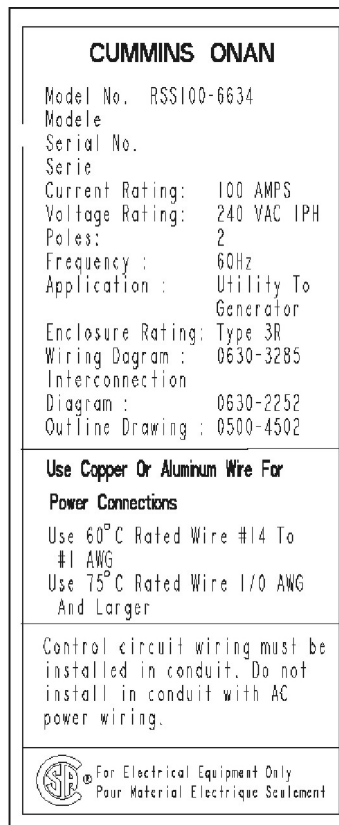 CUMMINS ONAN
Model No. RSS100-6634
Modele
Serial No.
Serie
Current Rating: 100 AMPS
Voltage Rating: 240 VAC 1PH
Poles: 2
Frequency : 60Hz
Application : Utility To
Generator
Enclosure Rating: Type 3R
Wiring Dagram : 0630-3285
Interconnection
Diagram : 0630-2252
Outline Drawing : 0500-4502
Use Copper Or Aluminum Wire For
Power Connections
Use 60°C Rated Wire #14 To
#1 AWG
Use 75°C Rated Wire 1/0 AWG
And Larger
Control circuit wiring must be
installed in conduit. Do not
install in conduit with AC
power wiring.
CSA ® For Electrical Equipment Only
Pour Material Electrique Seulement